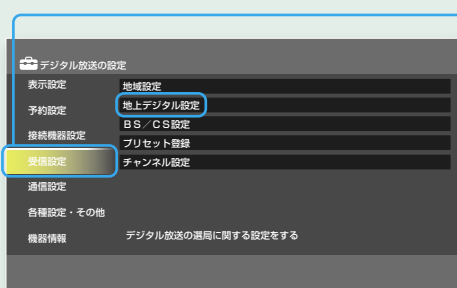 デジタル放送の設定
表示設定
予約設定
接続機器設定
受信設定
通信設定
各種設定・その他
機器情報
地域設定
地上デジタル設定
BS/CS設定
プリセット登録
チャンネル設定
デジタル放送の選局に関する設定をする